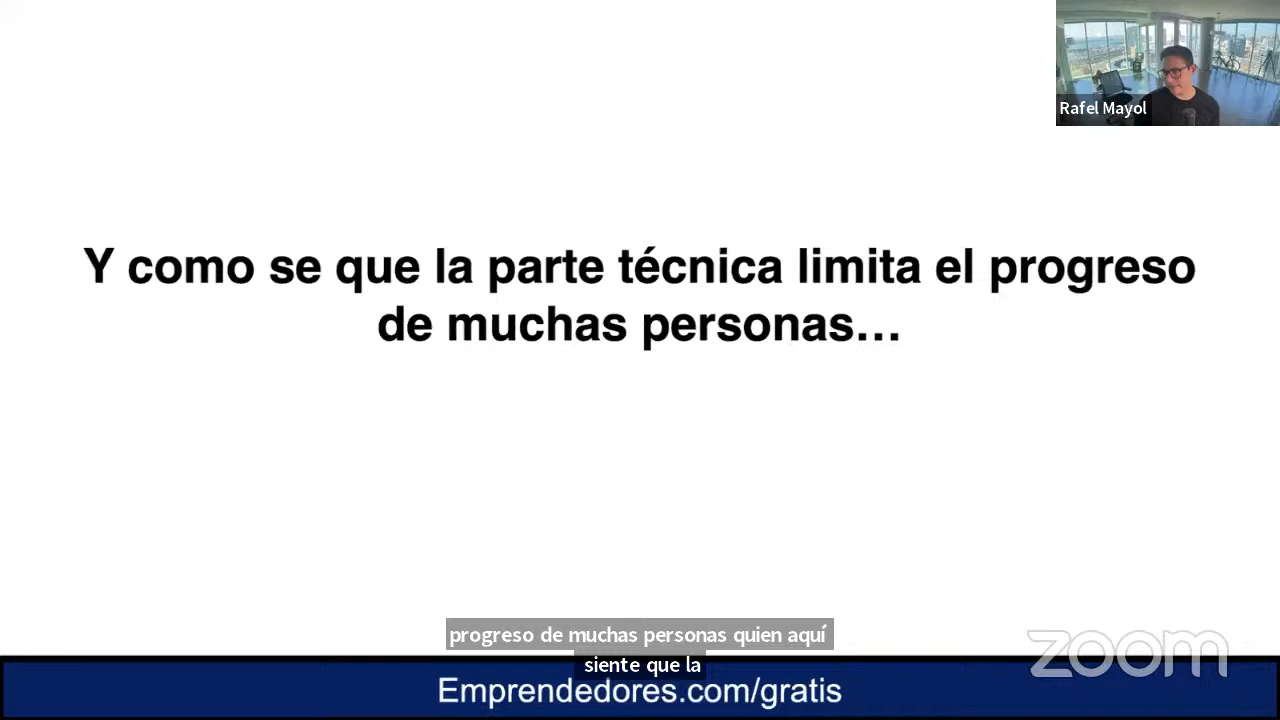 Rafel Mayol
Y como se que la parte técnica limita el progreso
de muchas personas…
progreso de muchas personas quien aquí
siente que la
zoom
Emprendedores.com/gratis